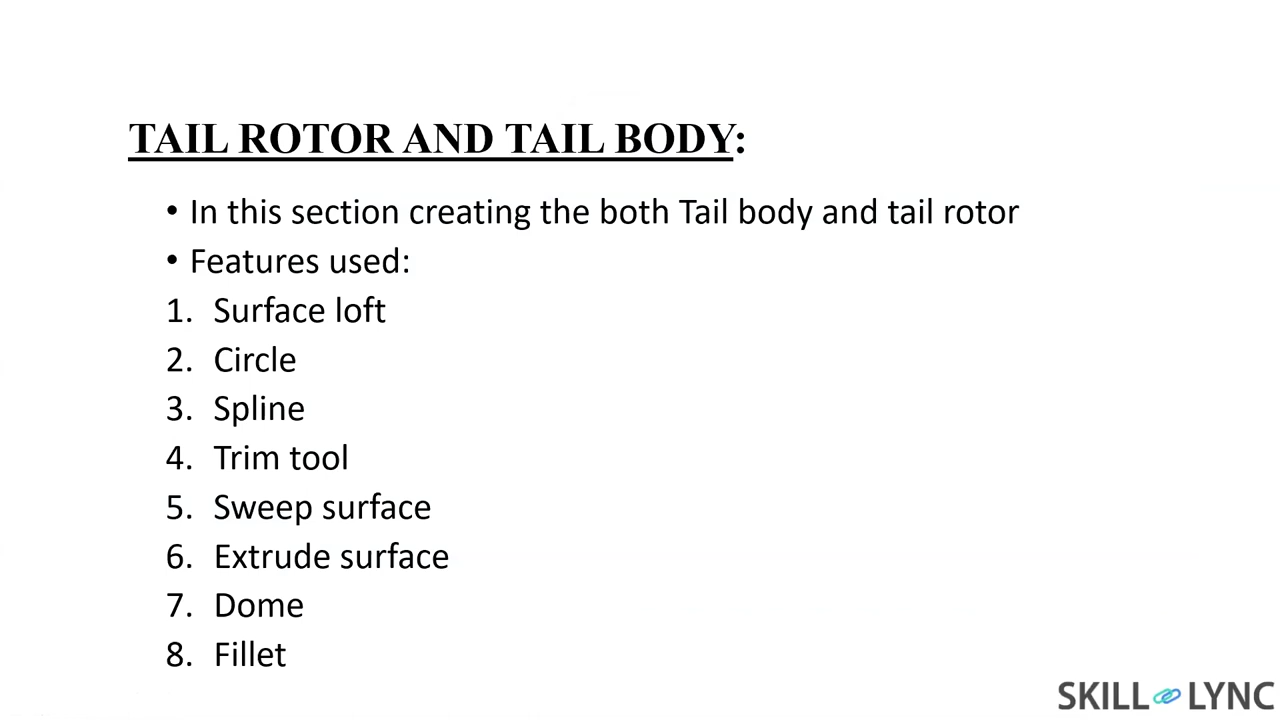 TAIL ROTOR AND TAIL BODY:
• In this section creating the both Tail body and tail rotor
• Features used:
1. Surface loft
2. Circle
3. Spline
4. Trim tool
5. Sweep surface
6. Extrude surface
7. Dome
8. Fillet
SKILL LYNC